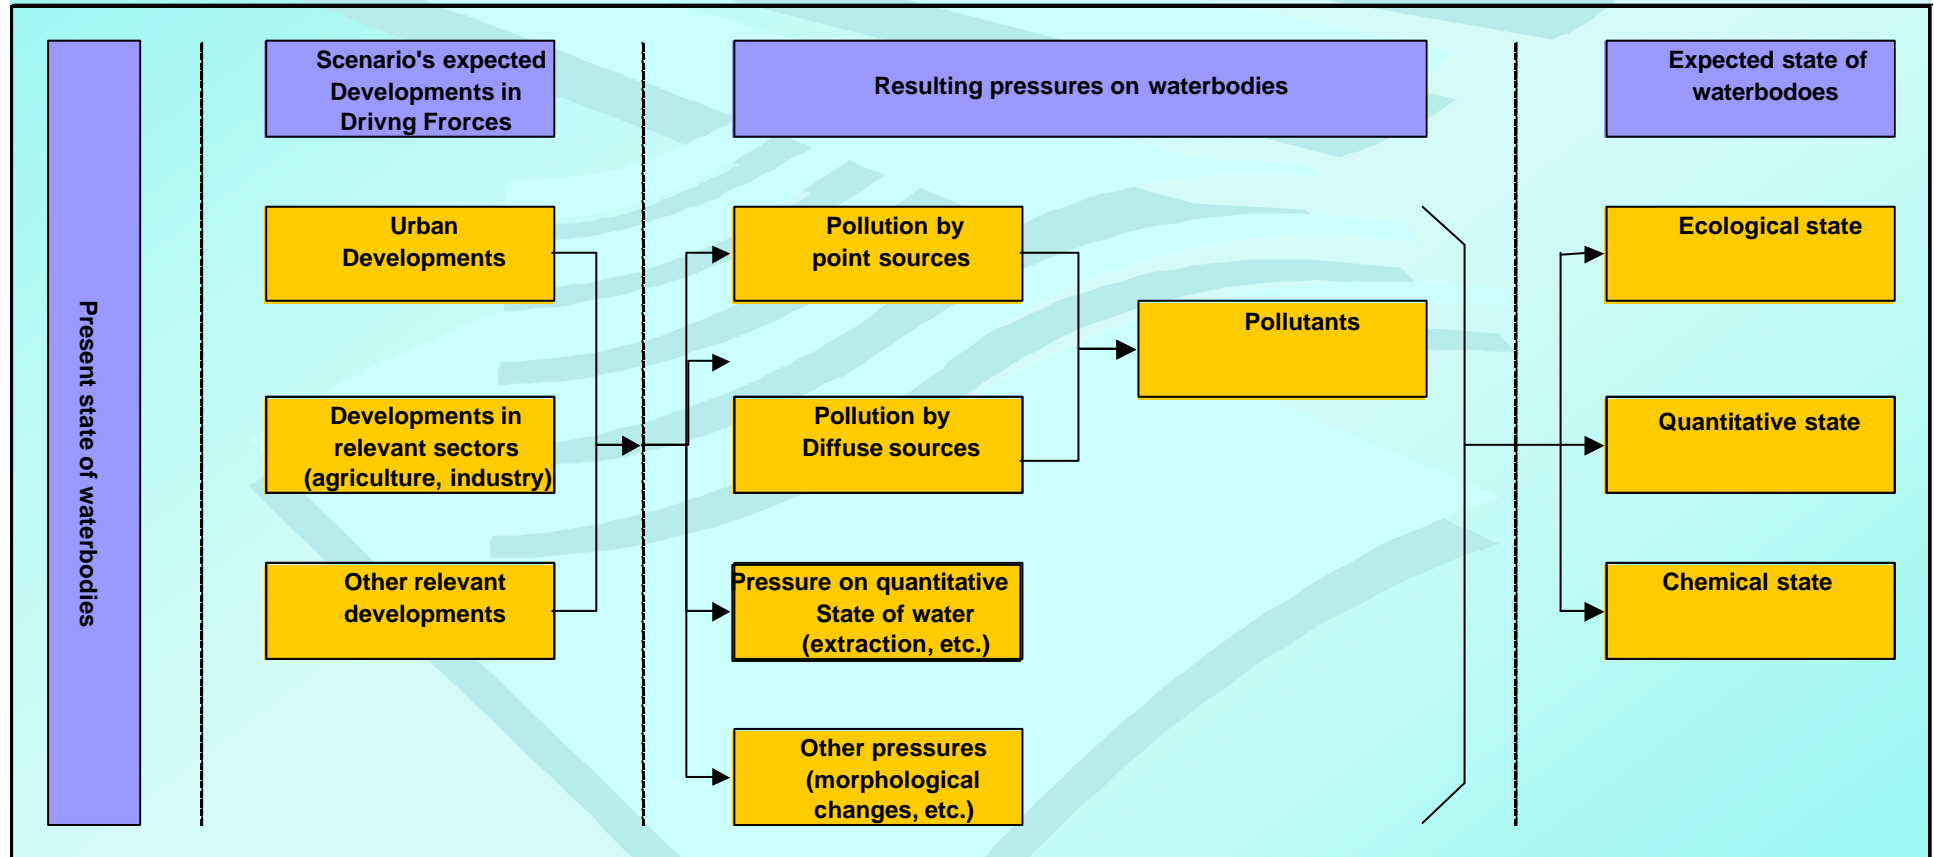 Present state of waterbodies
Scenario's expected
Developments in
Drivng Frorces
Urban
Developments
Developments in
relevant sectors
(agriculture, industry)
Other relevant
developments
Resulting pressures on waterbodies
Pollution by
point sources
Pollution by
Diffuse sources
Pressure on quantitative
State of water
(extraction, etc.)
Other pressures
(morphological
changes, etc.)
Pollutants
Expected state of
waterbodoes
Ecological state
Quantitative state
Chemical state